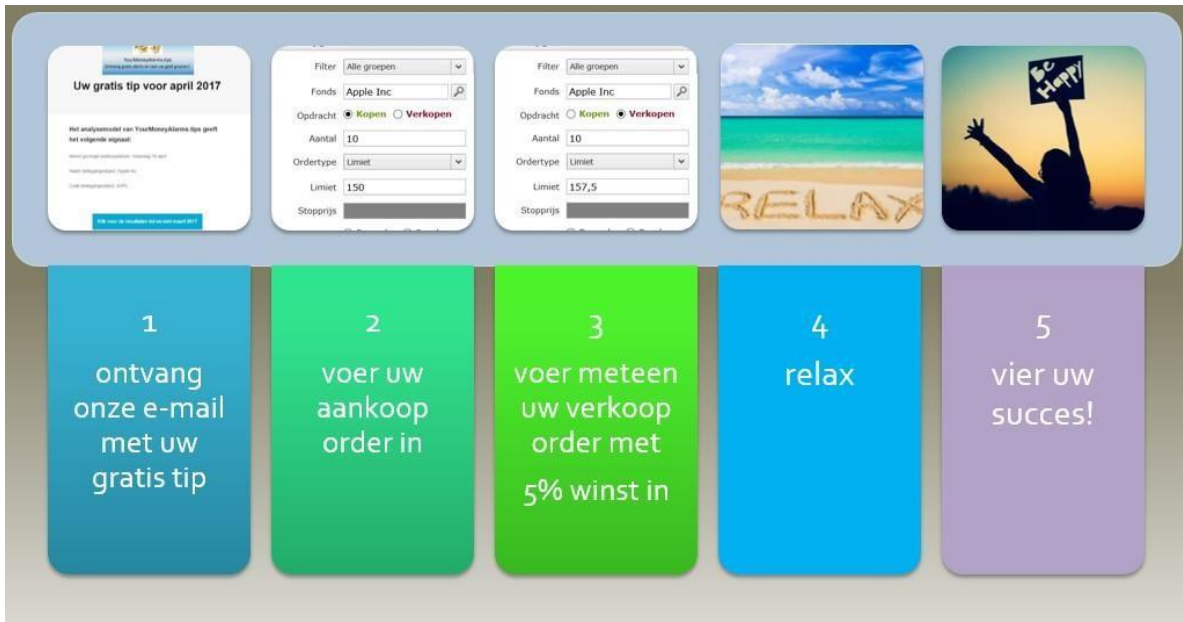 YourMoneyAlarms.tips
Uw gratis tip voor april 2017
Het analysemodel van YourMoneyAlarms.tips geeft
het volgende signaal:
Filter Alle groepen
Fonds Apple Inc
Opdracht Kopen Verkopen
Aantal 10
Ordertype Limiet
Limiet 150
Stopprijs
Filter Alle groepen
Fonds Apple Inc
Opdracht Kopen Verkopen
Aantal 10
Ordertype Limiet
Limiet 157,5
Stopprijs
RELAX
Be
Happy
1
ontvang
onze e-mail
met uw
gratis tip
2
voer uw
aankoop
order in
3
voer meteen
uw verkoop
order met
5% winst in
4
relax
5
vier uw
succes!